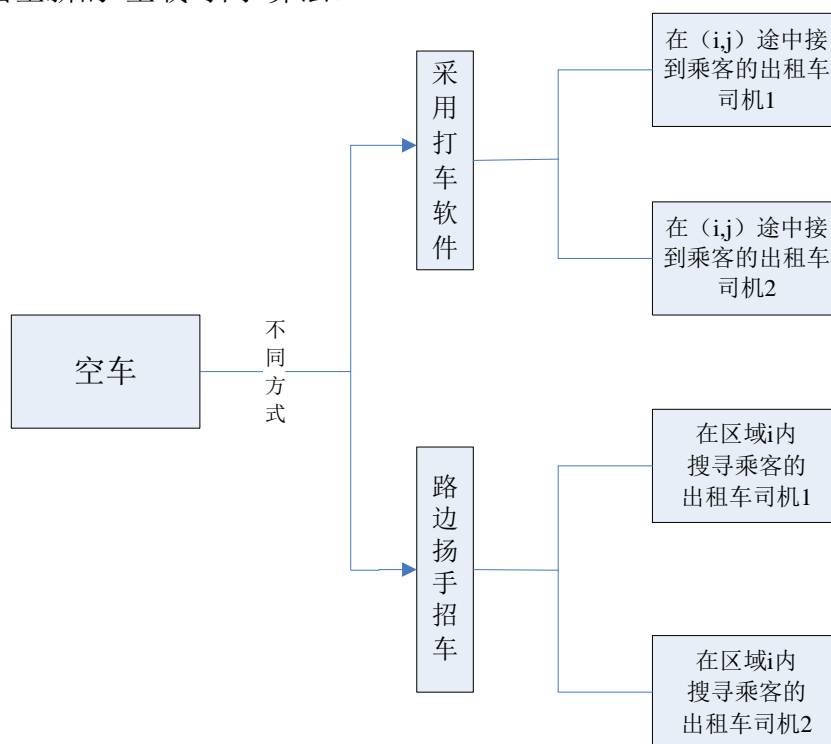 采用打车软件
在（i,j）途中接
到乘客的出租车
司机1
在（i,j）途中接
到乘客的出租车
司机2
空车
不同方式
路边扬手招车
在区域i内
搜寻乘客的
出租车司机1
在区域i内
搜寻乘客的
出租车司机2